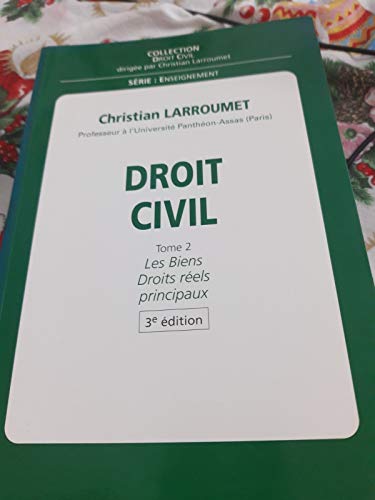 COLLECTION
DROIT CIVIL
dirigée par Christian Larroumet
SÉRIE : ENSEIGNEMENT
Christian LARROUMET
Professeur à l'Université Panthéon-Assas (Paris)
DROIT
CIVIL
Tome 2
Les Biens
Droits réels
principaux
3e édition